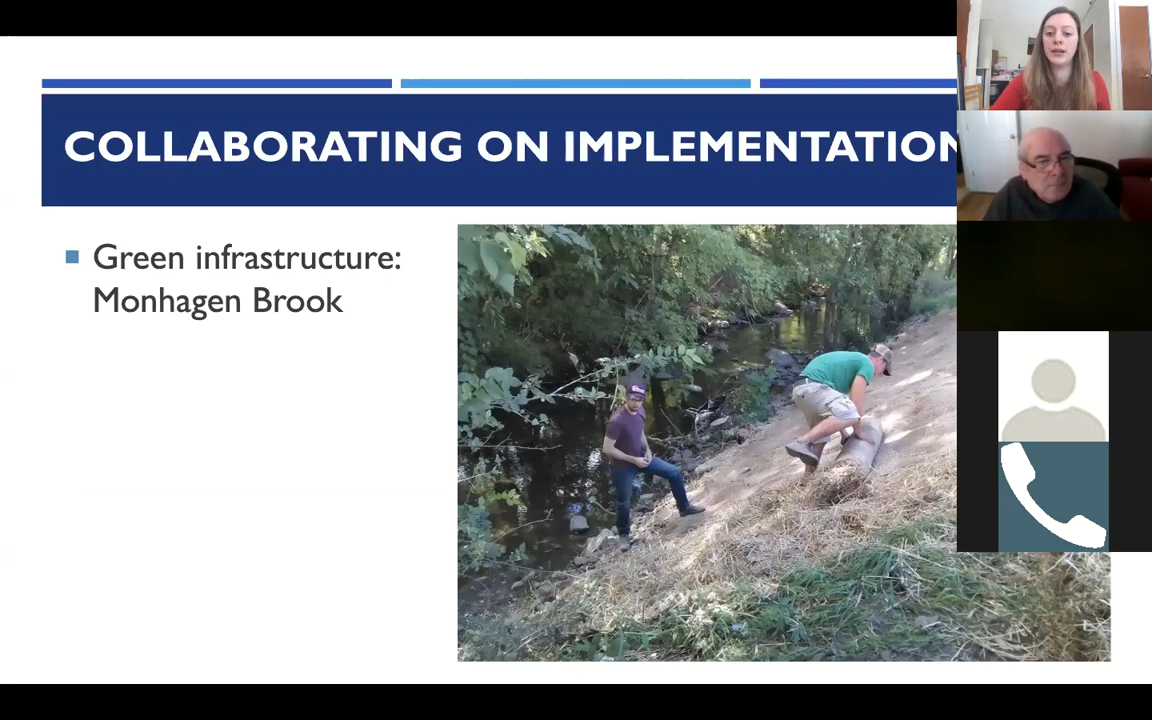 COLLABORATING ON IMPLEMENTATION
Green infrastructure:
Monhagen Brook